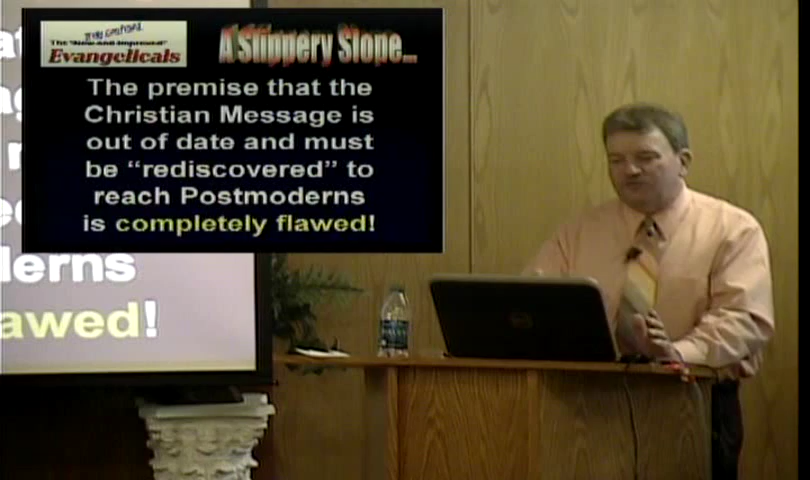 The "New-and-Improved"
Evangelicals
A Slippery Slope...
The premise that the
Christian Message is
out of date and must
be “rediscovered” to
reach Postmoderns
is completely flawed!
lerns
awed!